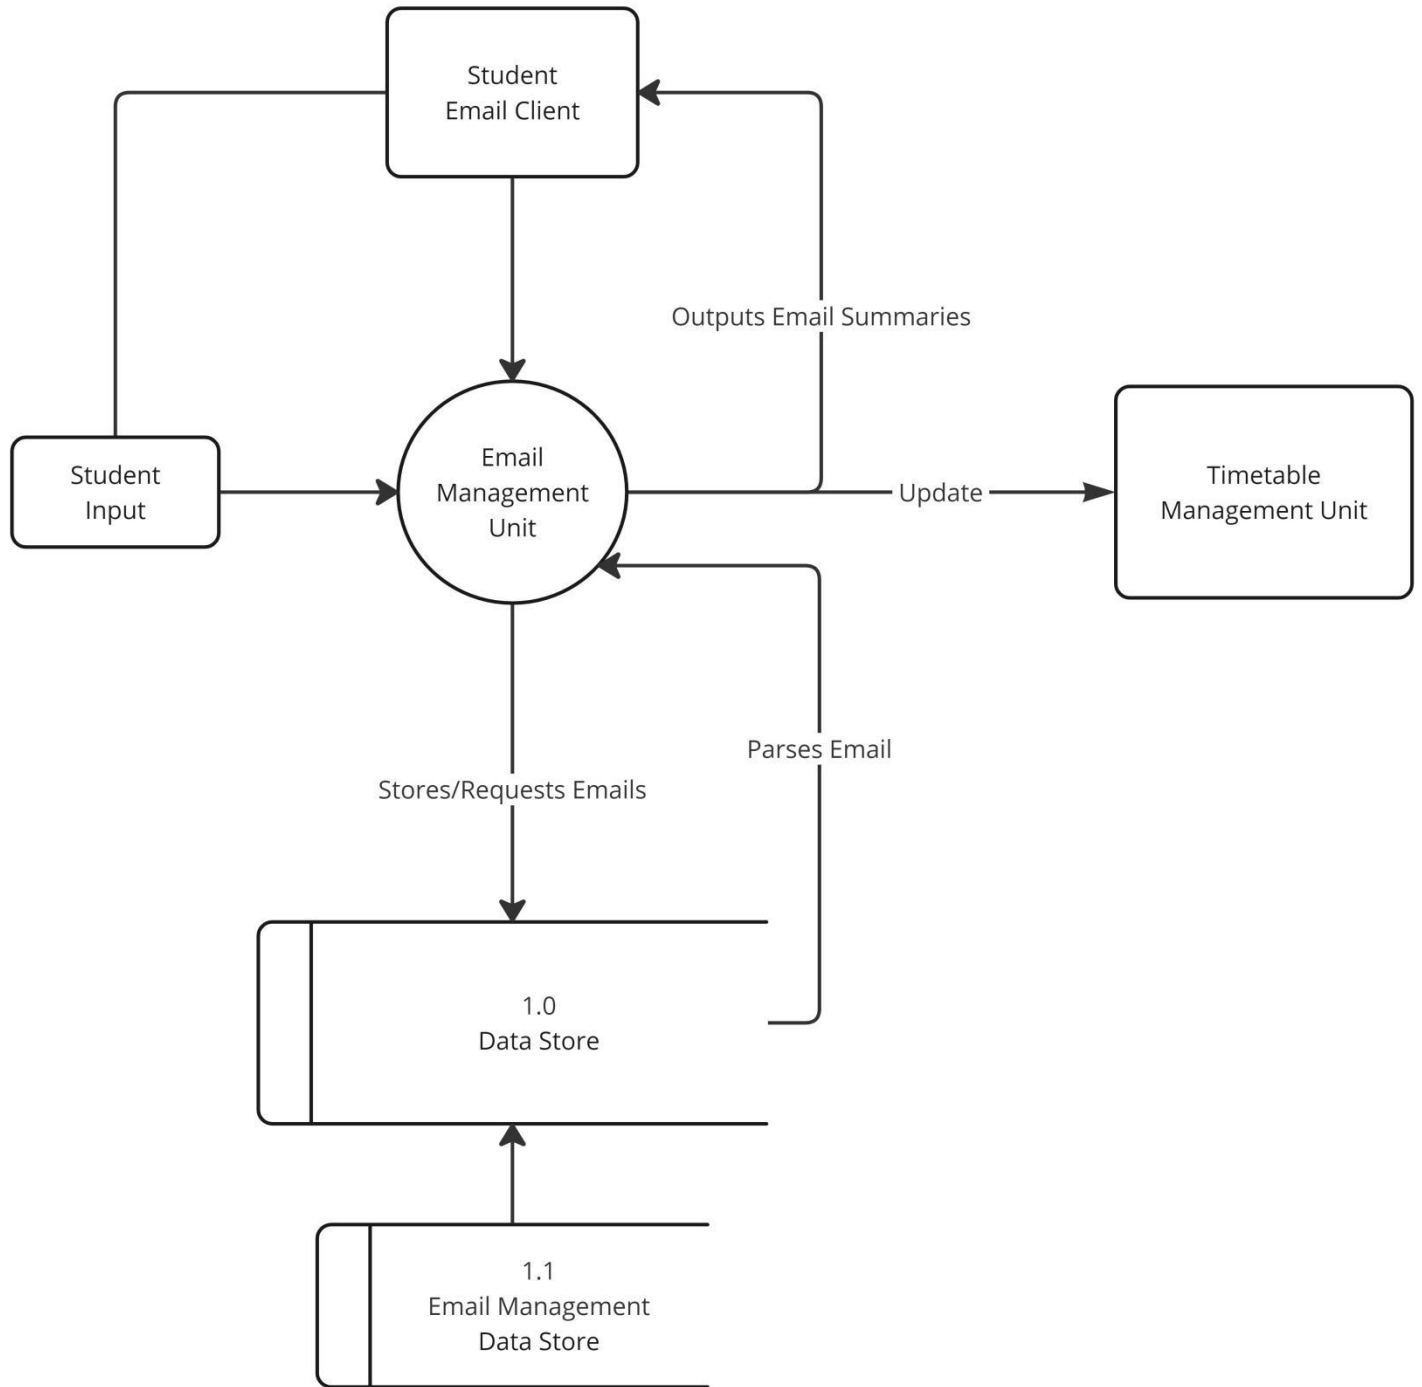 Student
Email Client
Outputs Email Summaries
Student
Input
Email
Management
Unit
Update
Timetable
Management Unit
Parses Email
Stores/Requests Emails
1.0
Data Store
1.1
Email Management
Data Store